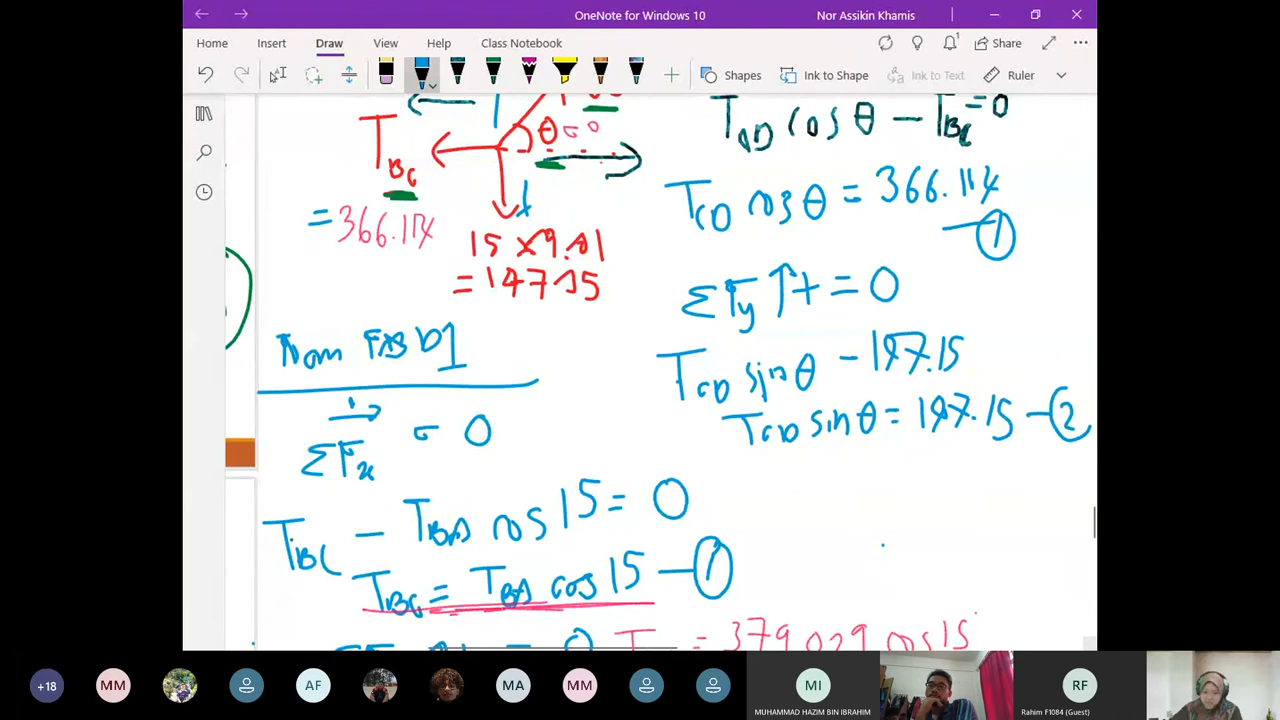 OneNote for Windows 10
Nor Assikin Khamis
Home Insert Draw View Help Class Notebook Share
Shapes Ink to Shape Ink to Text Ruler
T_CD cos θ - T_BC = 0
T_BC θ = 0
= 366.114
T_CD cos θ = 366.114 - ①
15 × 9.81
= 147.15
ΣFy ↑+ = 0
From FBD 1
T_CD sin θ - 147.15
T_CD sin θ = 147.15 - ②
ΣFx = 0
T_BC - T_BA cos 15 = 0
T_BC = T_BA cos 15 - ①
= 379.029 cos 15
+18 MM AF MA MM MI RF
MUHAMMAD HAZIM BIN IBRAHIM
Rahim F1084 (Guest)